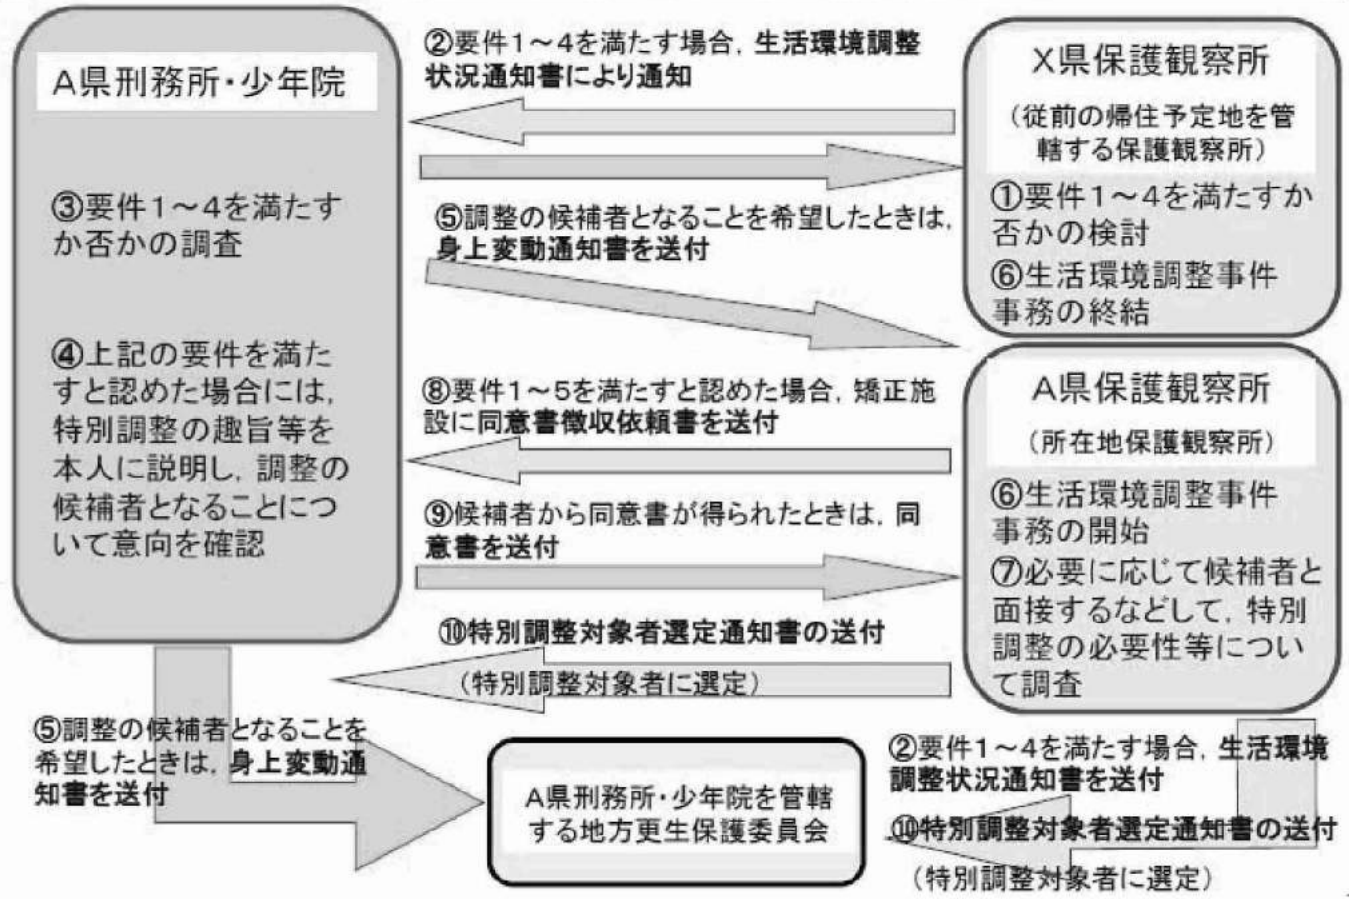 A県刑務所・少年院
③要件1～4を満たす
か否かの調査
④上記の要件を満た
すと認めた場合には,
特別調整の趣旨等を
本人に説明し, 調整の
候補者となることにつ
いて意向を確認
②要件1～4を満たす場合, 生活環境調整
状況通知書により通知
⑤調整の候補者となることを希望したときは,
身上変動通知書を送付
⑧要件1～5を満たすと認めた場合, 矯正施
設に同意書徴収依頼書を送付
⑨候補者から同意書が得られたときは, 同
意書を送付
⑩特別調整対象者選定通知書の送付
(特別調整対象者に選定)
X県保護観察所
(従前の帰住予定地を管
轄する保護観察所)
①要件1～4を満たすか
否かの検討
⑥生活環境調整事件
事務の終結
A県保護観察所
(所在地保護観察所)
⑥生活環境調整事件
事務の開始
⑦必要に応じて候補者と
面接するなどして, 特別
調整の必要性等につい
て調査
⑤調整の候補者となることを
希望したときは, 身上変動通
知書を送付
A県刑務所・少年院を管轄
する地方更生保護委員会
②要件1～4を満たす場合, 生活環境
調整状況通知書を送付
⑩特別調整対象者選定通知書の送付
(特別調整対象者に選定)